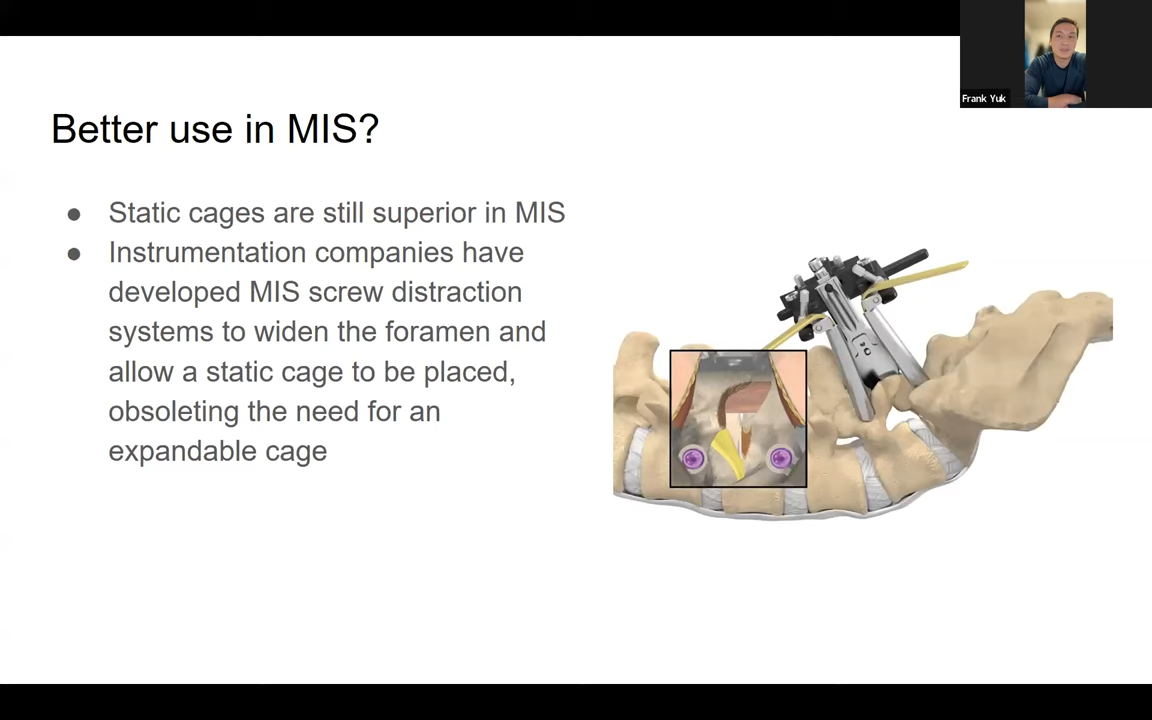 Frank Yuk
Better use in MIS?
● Static cages are still superior in MIS
● Instrumentation companies have
developed MIS screw distraction
systems to widen the foramen and
allow a static cage to be placed,
obsoleting the need for an
expandable cage